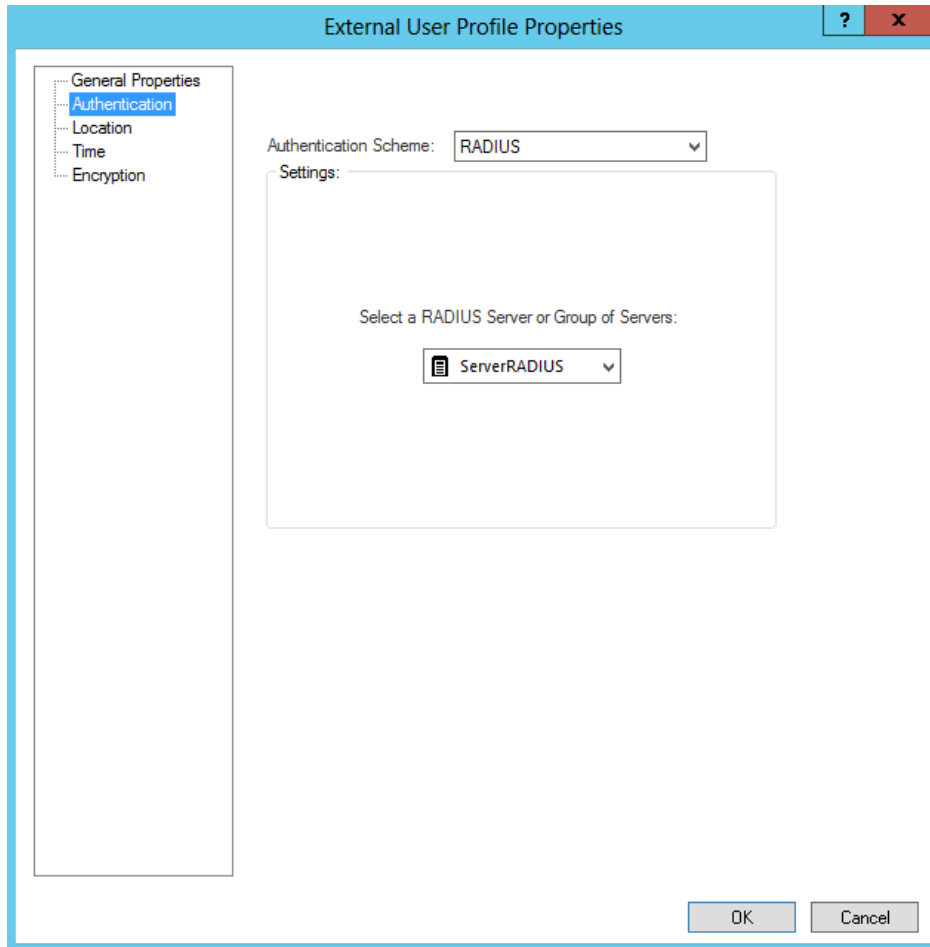 External User Profile Properties
?
x
General Properties
Authentication
Location
Time
Encryption
Authentication Scheme:
RADIUS
Settings:
Select a RADIUS Server or Group of Servers:
ServerRADIUS
OK
Cancel